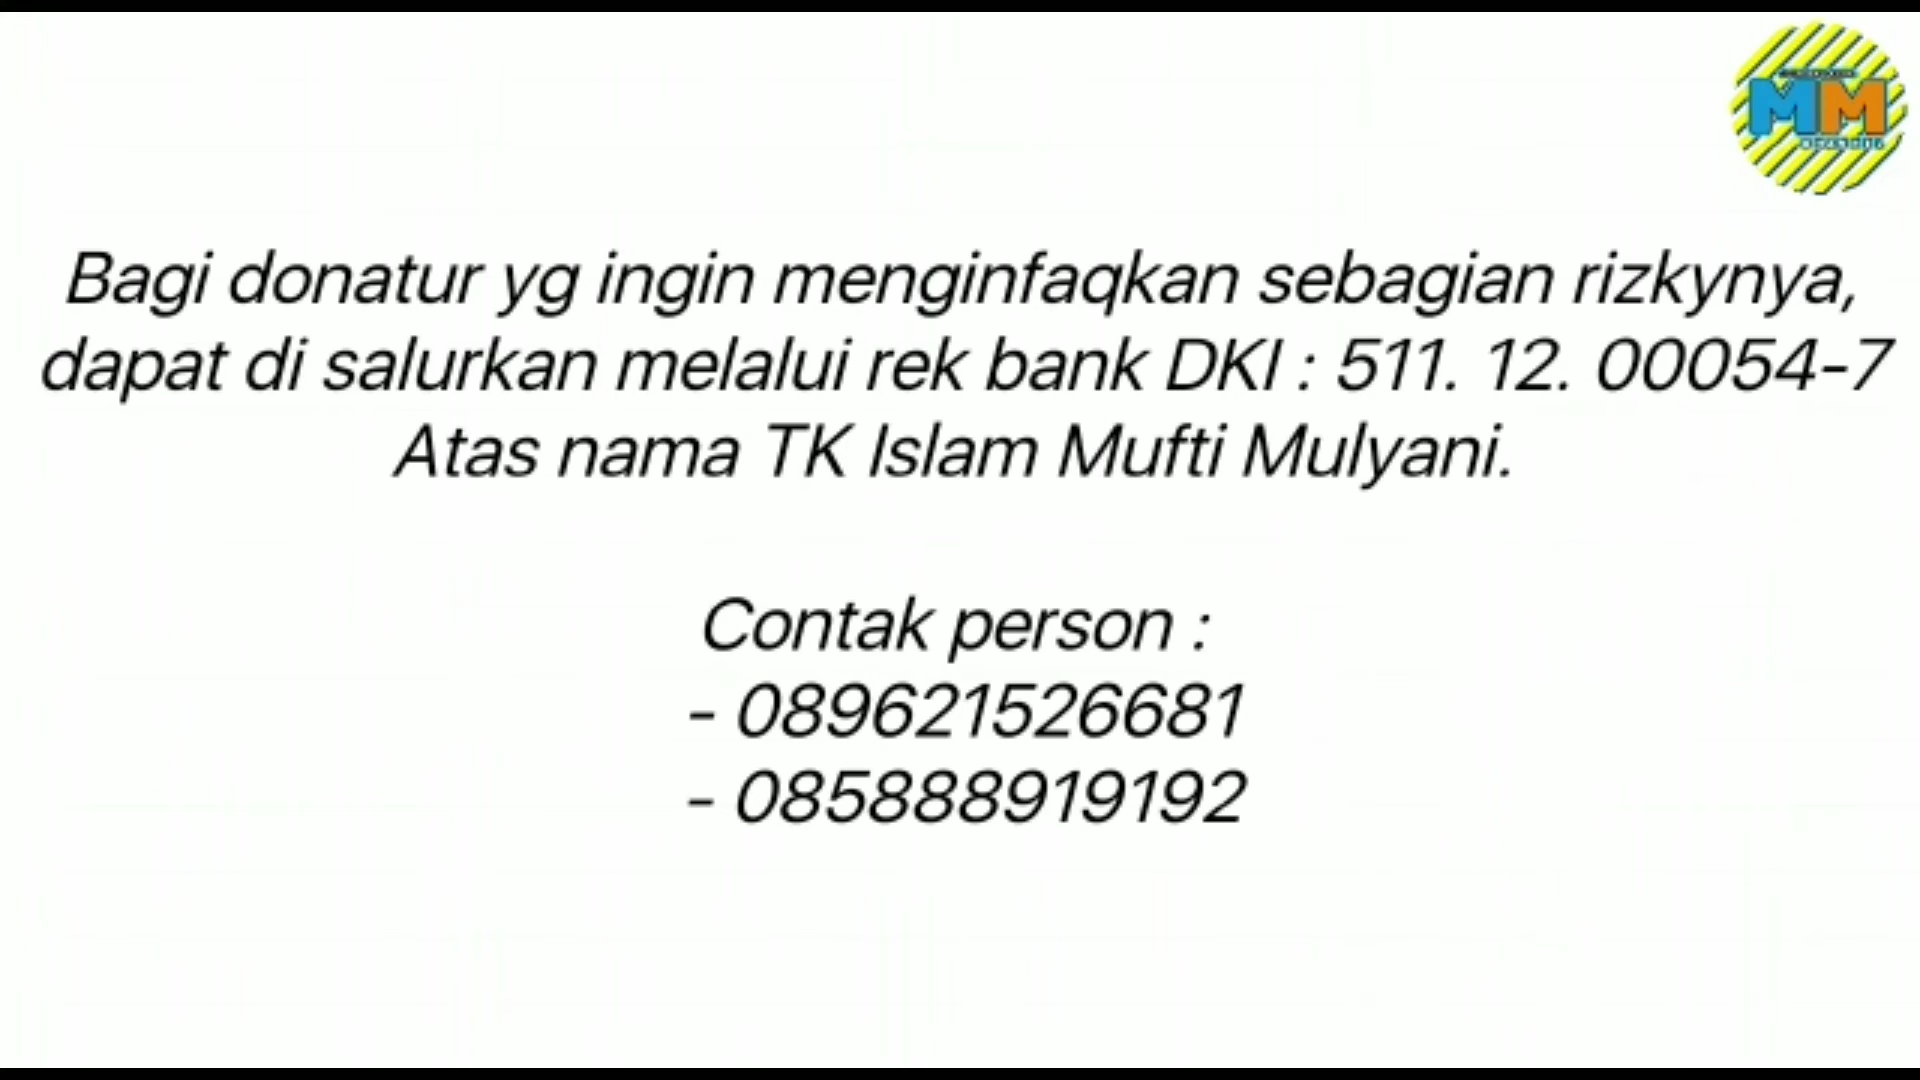 MM
Bagi donatur yg ingin menginfaqkan sebagian rizkynya,
dapat di salurkan melalui rek bank DKI : 511. 12. 00054-7
Atas nama TK Islam Mufti Mulyani.
Contak person :
- 089621526681
- 085888919192